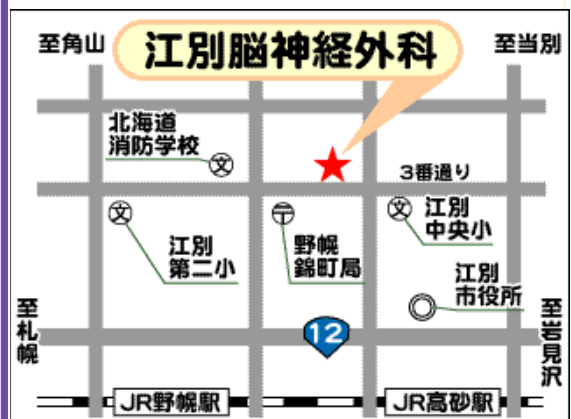 至角山
江別脳神経外科
至当別
北海道
消防学校
文
3番通り
文
江別
第二小
〒
野幌
錦町局
文
江別
中央小
江別
市役所
至札幌
12
至岩見沢
JR野幌駅
JR高砂駅